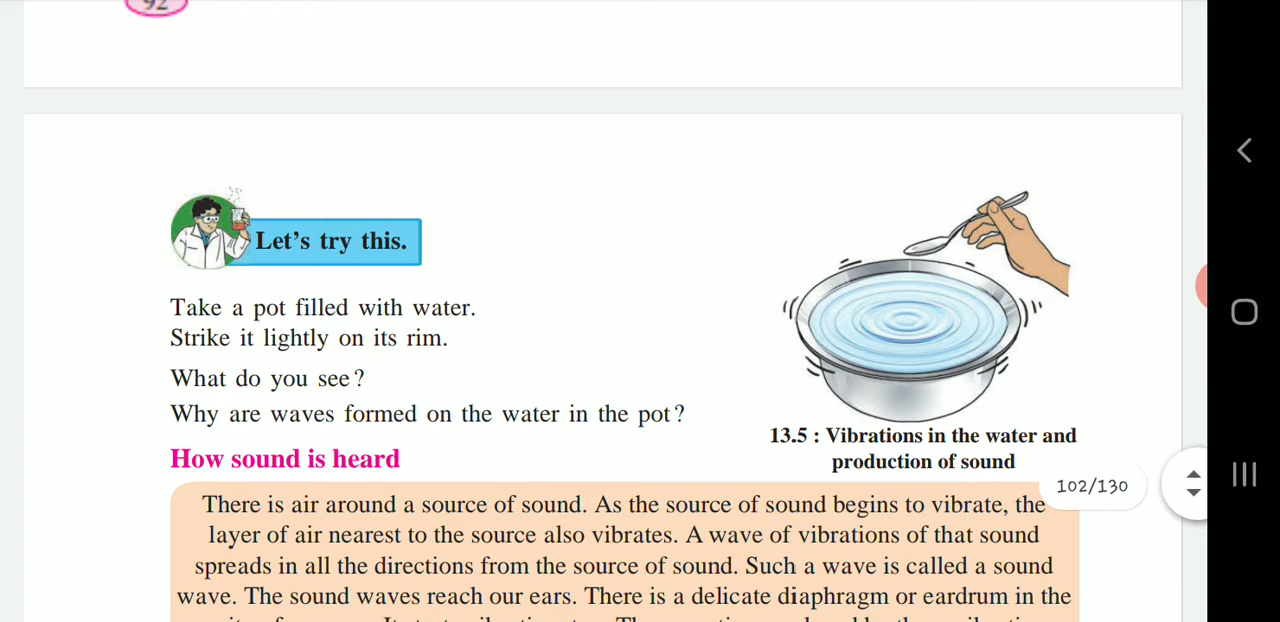 92
Let's try this.
Take a pot filled with water.
Strike it lightly on its rim.
What do you see?
Why are waves formed on the water in the pot?
13.5 : Vibrations in the water and
production of sound
How sound is heard
102/130
There is air around a source of sound. As the source of sound begins to vibrate, the
layer of air nearest to the source also vibrates. A wave of vibrations of that sound
spreads in all the directions from the source of sound. Such a wave is called a sound
wave. The sound waves reach our ears. There is a delicate diaphragm or eardrum in the